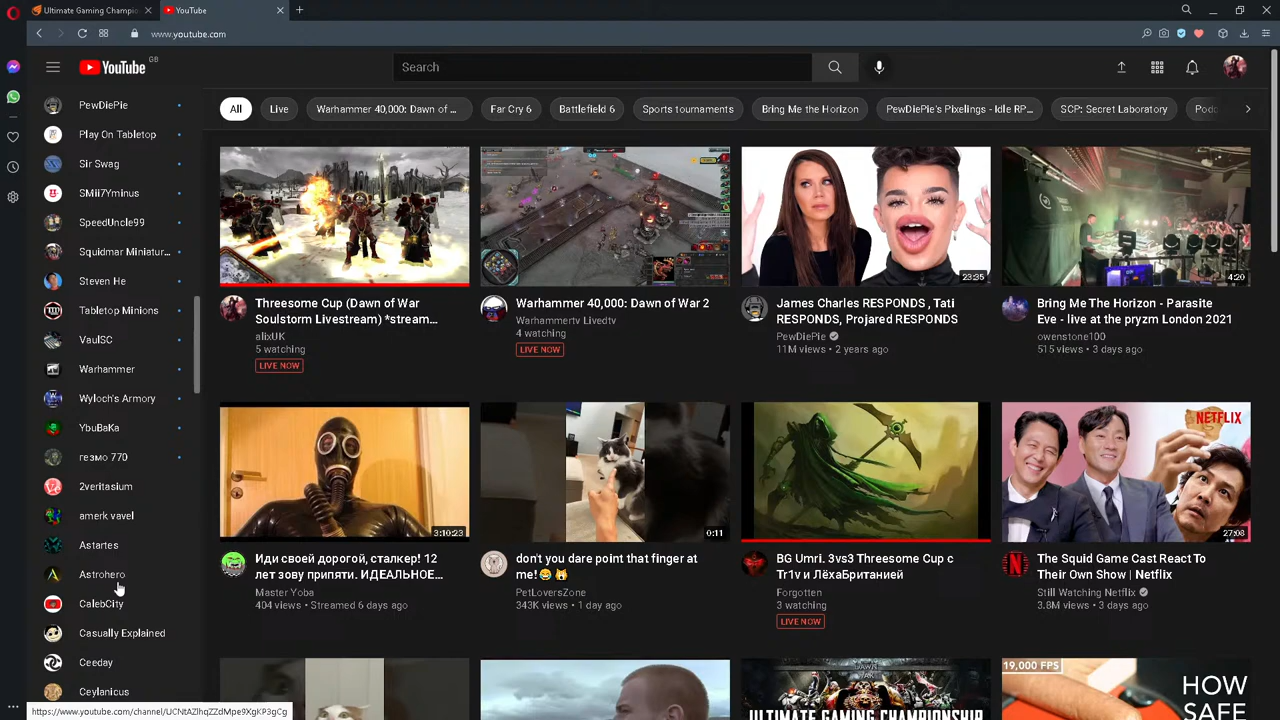 Ultimate Gaming Champio
YouTube
www.youtube.com
YouTube
GB
Search
PewDiePie
Play On Tabletop
Sir Swag
SMii7Yminus
SpeedUncle99
Squidmar Miniatur...
Steven He
Tabletop Minions
VaulSC
Warhammer
Wyloch's Armory
YbuBaKa
гезмо 770
2veritasium
amerk vavel
Astartes
Astrohero
CalebCity
Casually Explained
Ceeday
Ceylanicus
All
Live
Warhammer 40,000: Dawn of ...
Far Cry 6
Battlefield 6
Sports tournaments
Bring Me the Horizon
PewDiePie's Pixelings - Idle RP...
SCP: Secret Laboratory
Threesome Cup (Dawn of War
Soulstorm Livestream) *stream...
alixUK
5 watching
LIVE NOW
Warhammer 40,000: Dawn of War 2
Warhammertv Livedtv
4 watching
LIVE NOW
23:35
James Charles RESPONDS , Tati
RESPONDS, Projared RESPONDS
PewDiePie
11M views • 2 years ago
4:20
Bring Me The Horizon - Parasite
Eve - live at the pryzm London 2021
owenstone100
515 views • 3 days ago
3:10:23
Иди своей дорогой, сталкер! 12
лет зову припяти. ИДЕАЛЬНОЕ...
Master Yoba
404 views • Streamed 6 days ago
0:11
don't you dare point that finger at
me!😂😹
PetLoversZone
343K views • 1 day ago
BG Umri. 3vs3 Threesome Cup c
Tr1v и ЛёхаБританией
Forgotten
3 watching
LIVE NOW
NETFLIX
27:08
The Squid Game Cast React To
Their Own Show | Netflix
Still Watching Netflix
3.8M views • 3 days ago
DAWN
WAR
ULTIMATE GAMING CHAMPIONSHIP
19,000 FPS
HOW
SAFE
https://www.youtube.com/channel/UCNtAZlhqZZdMpe9XgKP3gCg